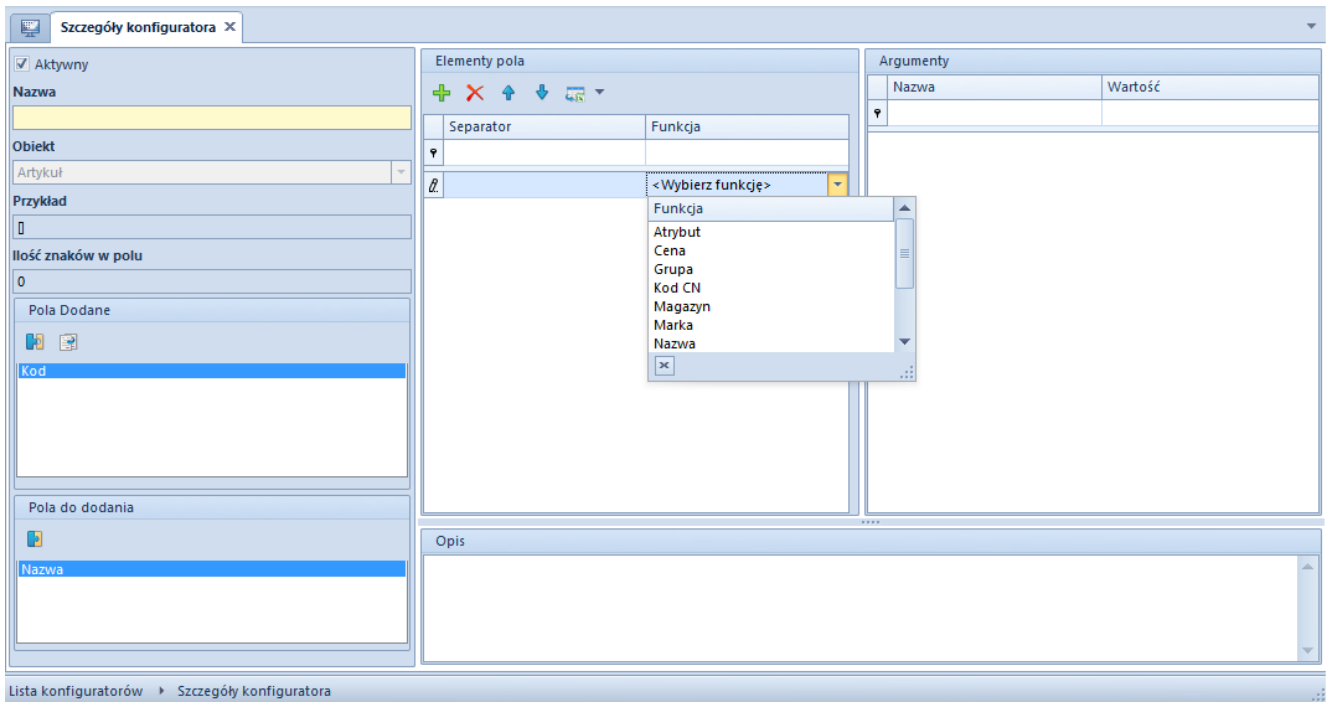 Szczegóły konfiguratora
Aktywny
Nazwa
Obiekt
Artykuł
Przykład
[]
Ilość znaków w polu
0
Pola Dodane
Kod
Pola do dodania
Nazwa
Elementy pola
Separator Funkcja
<Wybierz funkcję>
Funkcja
Atrybut
Cena
Grupa
Kod CN
Magazyn
Marka
Nazwa
Argumenty
Nazwa Wartość
Opis
Lista konfiguratorów Szczegóły konfiguratora